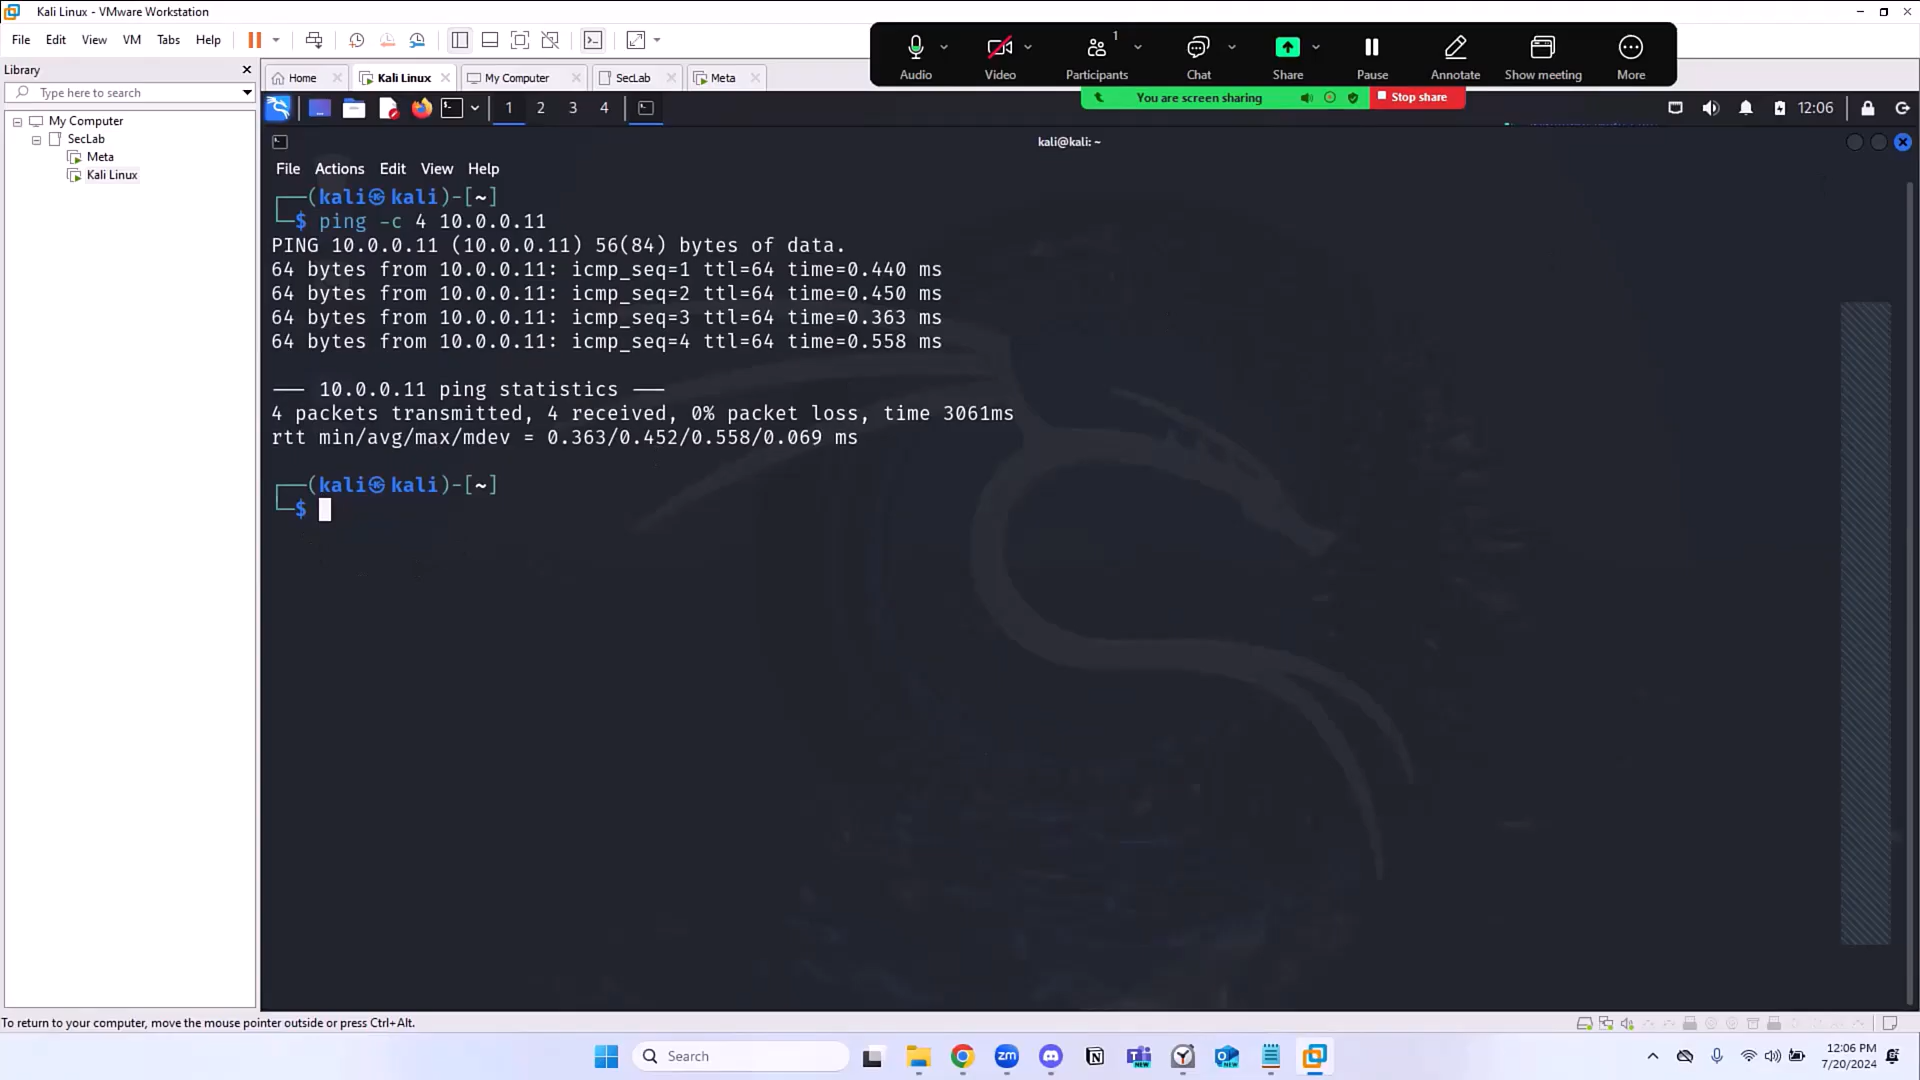 Kali Linux - VMware Workstation
File Edit View VM Tabs Help
Audio Video Participants 1 Chat Share Pause Annotate Show meeting More
You are screen sharing Stop share
Library
Type here to search
Home Kali Linux My Computer SecLab Meta
1 2 3 4
12:06
My Computer
SecLab
Meta
Kali Linux
kali@kali: ~
File Actions Edit View Help
┌──(kali㉿kali)-[~]
└─$ ping -c 4 10.0.0.11
PING 10.0.0.11 (10.0.0.11) 56(84) bytes of data.
64 bytes from 10.0.0.11: icmp_seq=1 ttl=64 time=0.440 ms
64 bytes from 10.0.0.11: icmp_seq=2 ttl=64 time=0.450 ms
64 bytes from 10.0.0.11: icmp_seq=3 ttl=64 time=0.363 ms
64 bytes from 10.0.0.11: icmp_seq=4 ttl=64 time=0.558 ms
--- 10.0.0.11 ping statistics ---
4 packets transmitted, 4 received, 0% packet loss, time 3061ms
rtt min/avg/max/mdev = 0.363/0.452/0.558/0.069 ms
┌──(kali㉿kali)-[~]
└─$
To return to your computer, move the mouse pointer outside or press Ctrl+Alt.
Search
zm
NEW
NEW
12:06 PM
7/20/2024